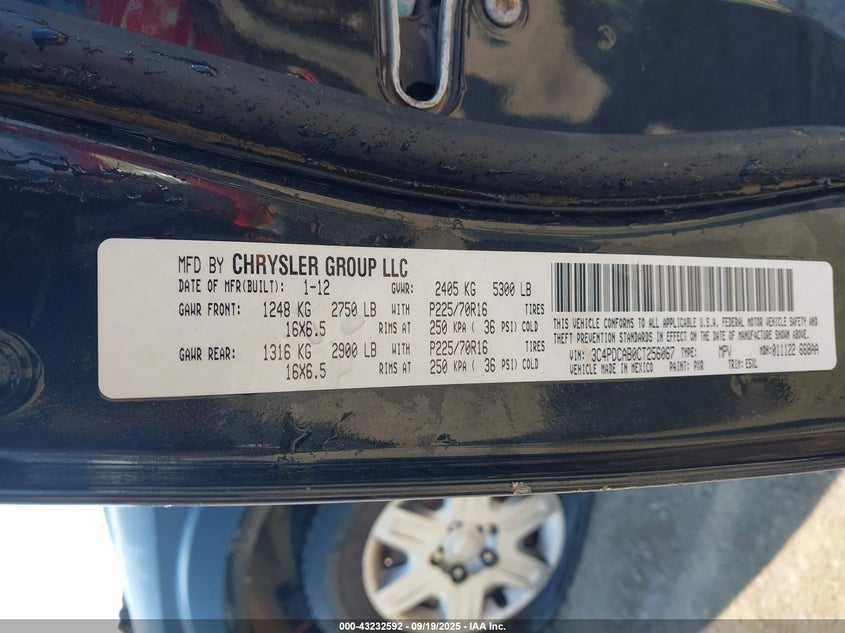 MFD BY CHRYSLER GROUP LLC
DATE OF MFR(BUILT): 1-12 GVWR: 2405 KG 5300 LB
GAWR FRONT: 1248 KG 2750 LB WITH P225/70R16 TIRES
16X6.5 RIMS AT 250 KPA ( 36 PSI) COLD
GAWR REAR: 1316 KG 2900 LB WITH P225/70R16 TIRES
16X6.5 RIMS AT 250 KPA ( 36 PSI) COLD
THIS VEHICLE CONFORMS TO ALL APPLICABLE U.S.A. FEDERAL MOTOR VEHICLE SAFETY AND
THEFT PREVENTION STANDARDS IN EFFECT ON THE DATE OF MANUFACTURE SHOWN ABOVE.
VIN: 3C4PDCAB0CT256067 TYPE: MPV MDH:011122 668AA
VEHICLE MADE IN MEXICO PAINT: PXR TRIM: E5XL
000-43232592 - 09/19/2025 - IAA Inc.